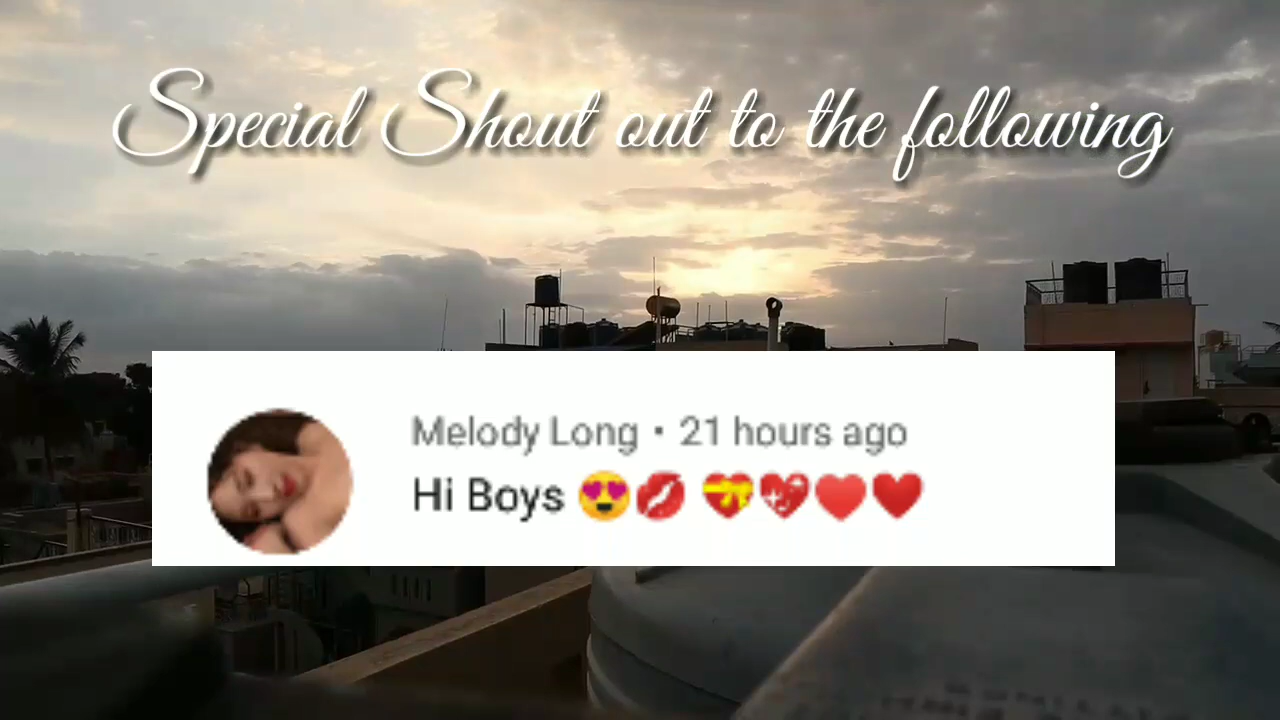 Special Shout out to the following
Melody Long • 21 hours ago
Hi Boys 😍💋 💝💖♥️❤️